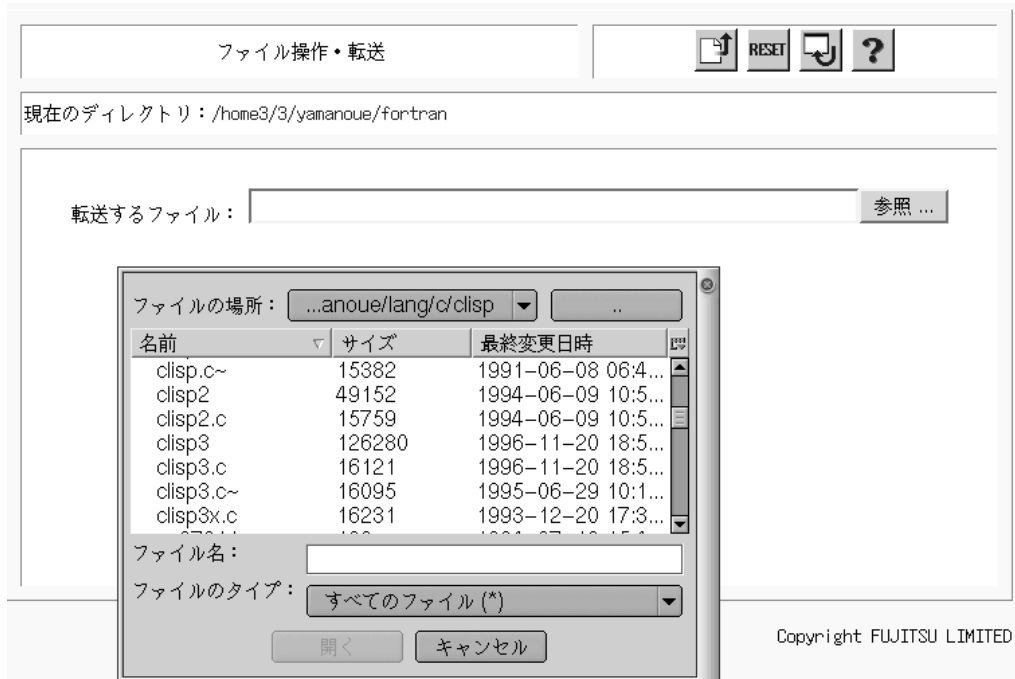 ファイル操作・転送
RESET
?
現在のディレクトリ：/home3/3/yamanoue/fortran
転送するファイル：
参照 ...
ファイルの場所：
...anoue/lang/c/clisp
..
名前 サイズ 最終変更日時
clisp.c~ 15382 1991-06-08 06:4...
clisp2 49152 1994-06-09 10:5...
clisp2.c 15759 1994-06-09 10:5...
clisp3 126280 1996-11-20 18:5...
clisp3.c 16121 1996-11-20 18:5...
clisp3.c~ 16095 1995-06-29 10:1...
clisp3x.c 16231 1993-12-20 17:3...
ファイル名：
ファイルのタイプ：
すべてのファイル (*)
開く キャンセル
Copyright FUJITSU LIMITED